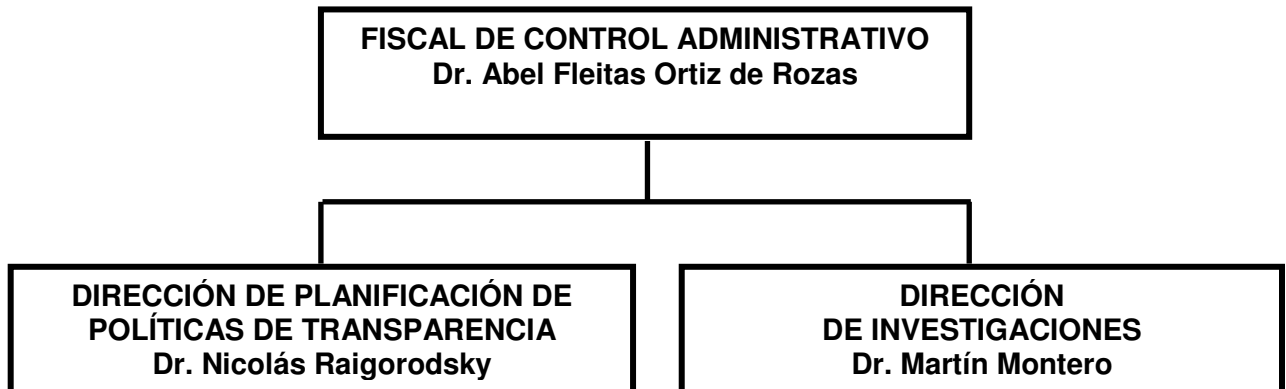 FISCAL DE CONTROL ADMINISTRATIVO
Dr. Abel Fleitas Ortiz de Rozas
DIRECCIÓN DE PLANIFICACIÓN DE
POLÍTICAS DE TRANSPARENCIA
Dr. Nicolás Raigorodsky
DIRECCIÓN
DE INVESTIGACIONES
Dr. Martín Montero